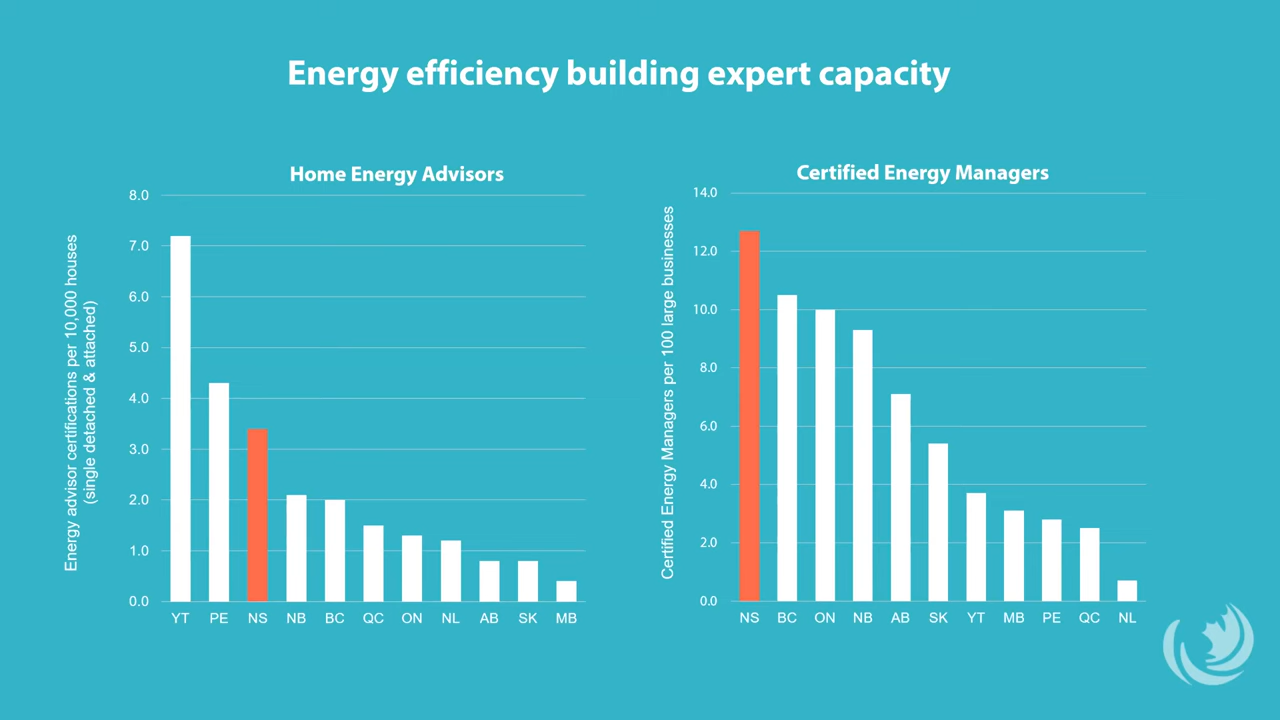 Energy efficiency building expert capacity
Home Energy Advisors
Energy advisor certifications per 10,000 houses
(single detached & attached)
8.0
7.0
6.0
5.0
4.0
3.0
2.0
1.0
0.0
YT PE NS NB BC QC ON NL AB SK MB
Certified Energy Managers
Certified Energy Managers per 100 large businesses
14.0
12.0
10.0
8.0
6.0
4.0
2.0
0.0
NS BC ON NB AB SK YT MB PE QC NL